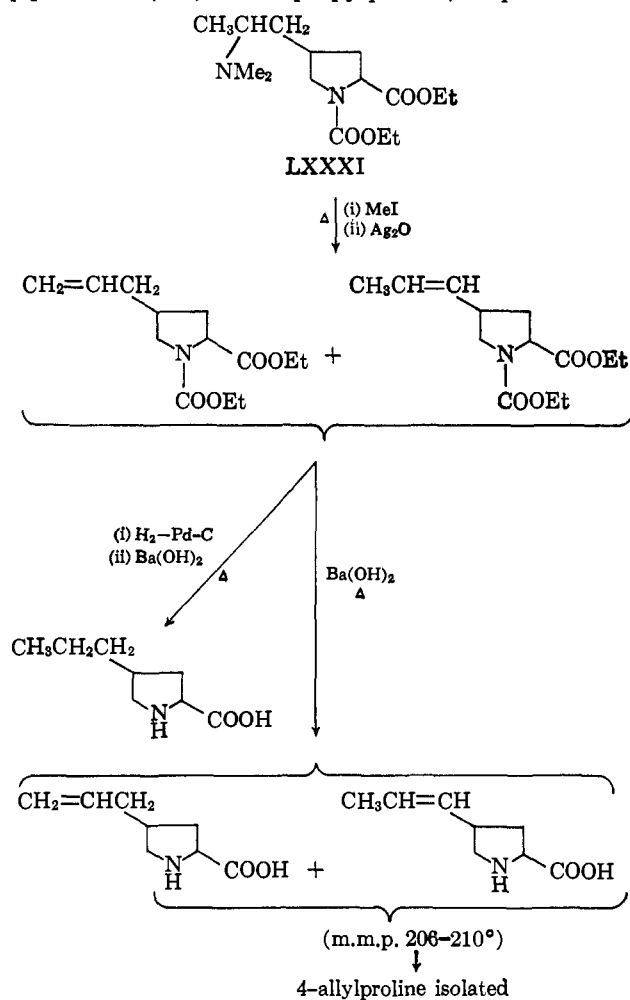 CH₃CHCH₂
NMe₂
N
COOEt
COOEt
LXXXI
Δ
(i) MeI
(ii) Ag₂O
CH₂=CHCH₂
CH₃CH=CH
N
COOEt
+
N
COOEt
COOEt
COOEt
(i) H₂-Pd-C
(ii) Ba(OH)₂
Δ
Ba(OH)₂
Δ
CH₃CH₂CH₂
N
H
COOH
CH₂=CHCH₂
CH₃CH=CH
N
H
COOH
+
N
H
COOH
(m.m.p. 206-210°)
4-allylproline isolated